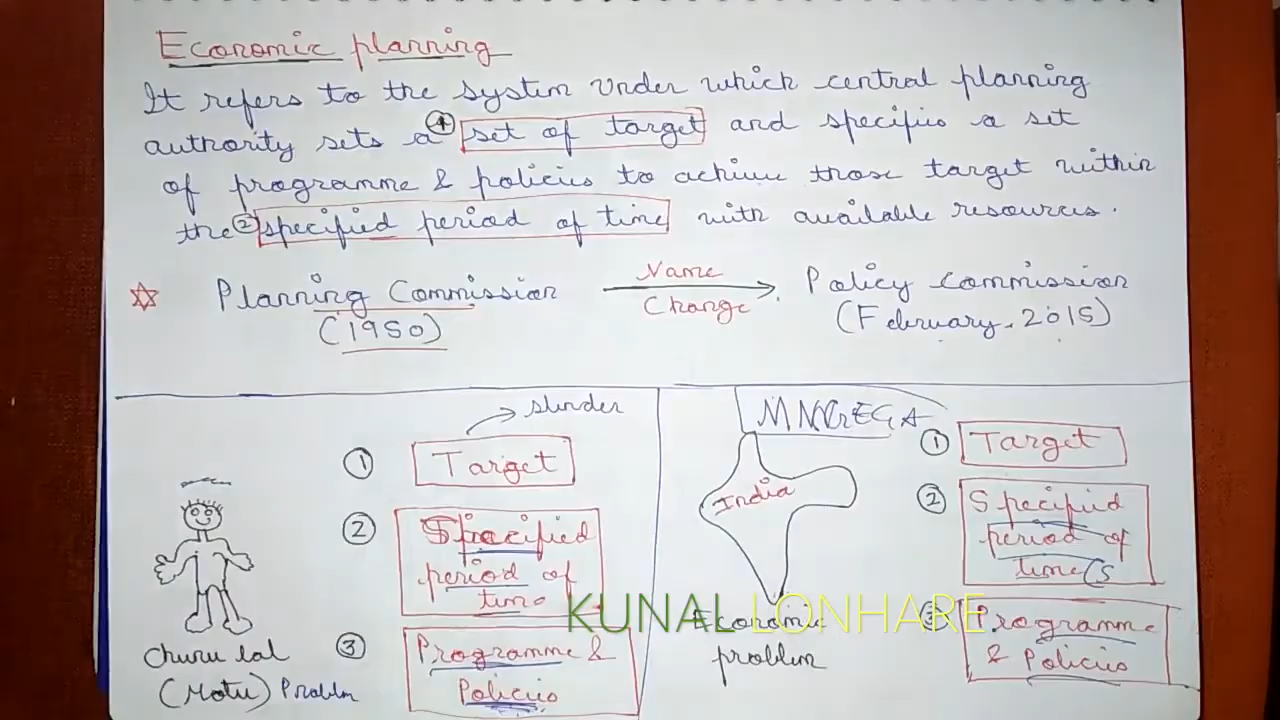 Economic planning
It refers to the system under which central planning
authority sets a ① set of target and specifies a set
of programme & policies to achieve those target within
the ② specified period of time with available resources.
Planning Commission
(1950)
Name
Change
Policy Commission
(February, 2015)
slender
① Target
② Specified
period of
time
③ Programme &
Policies
Churu lal
(Motu) Problem
MNREGA
India
Economic
problem
① Target
② Specified
period of
time (5
③ Programme
& Policies
KUNAL LONHARE